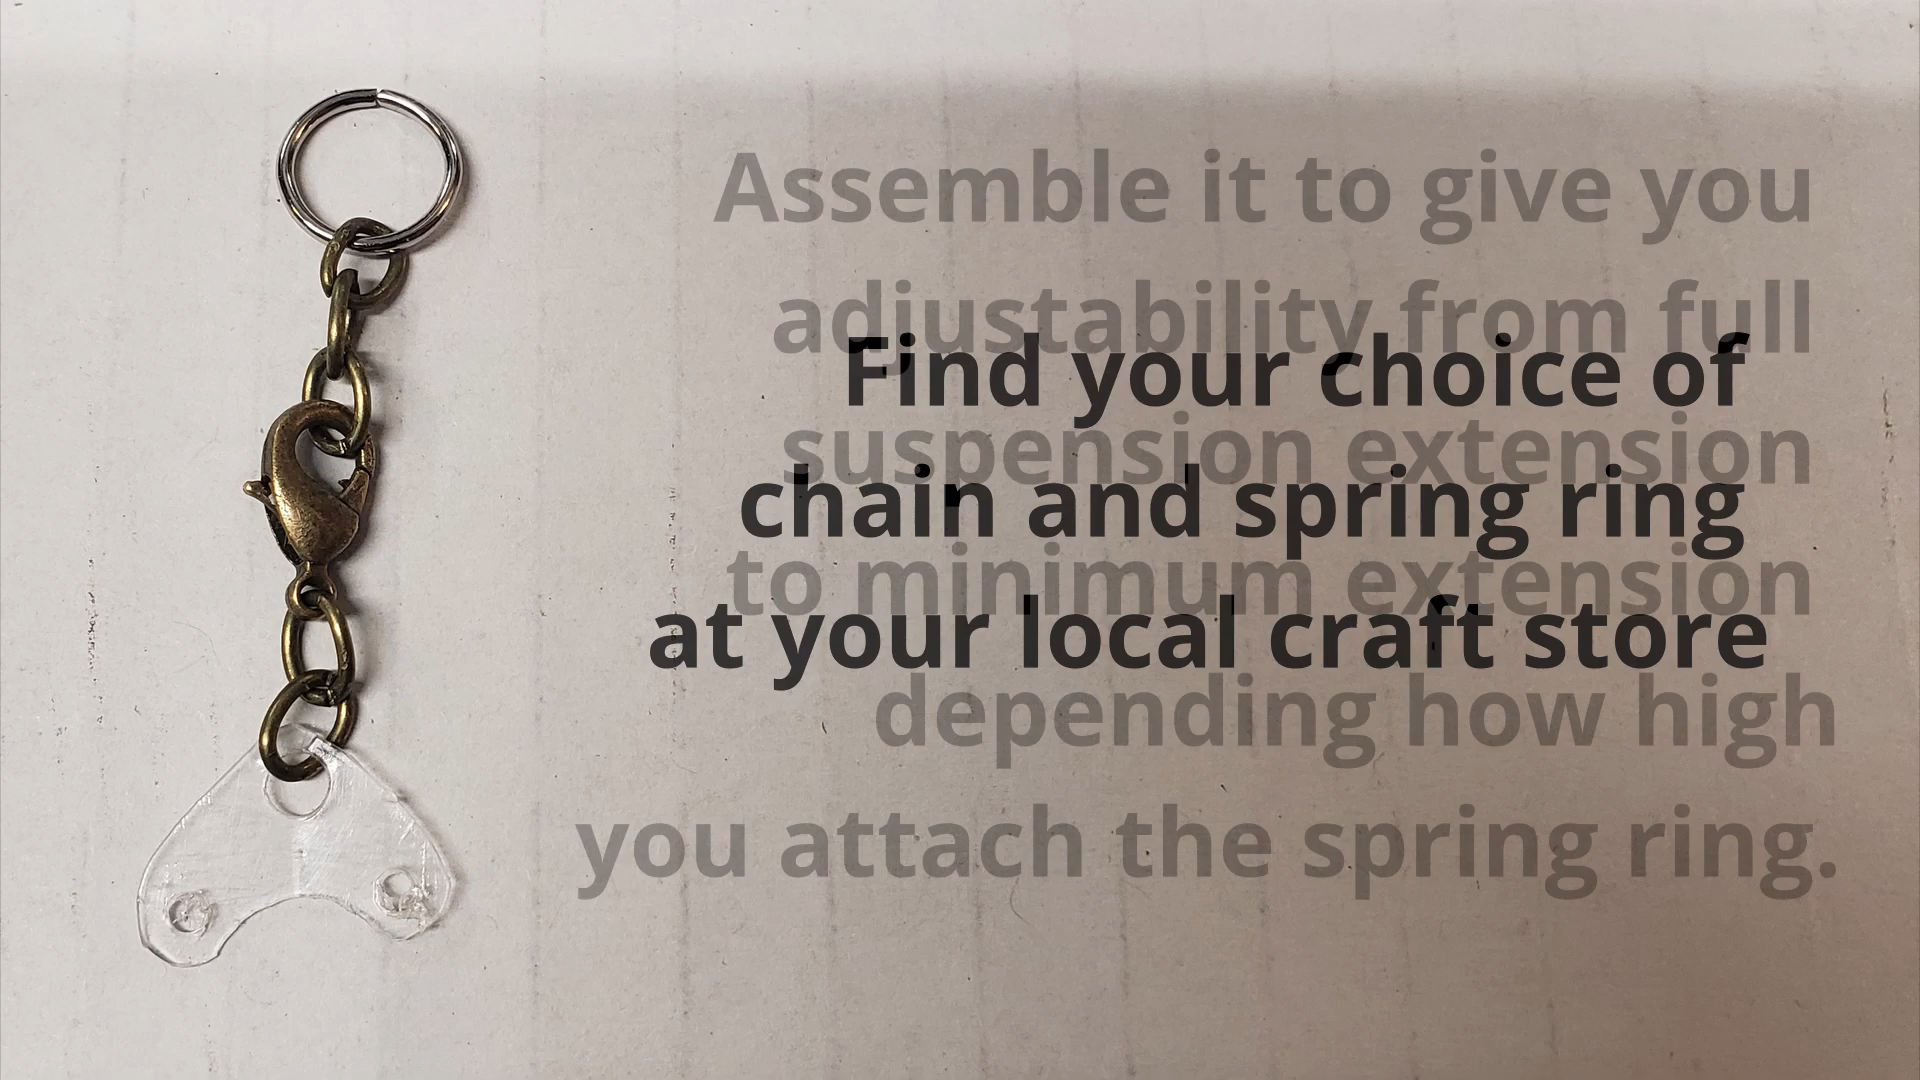 Assemble it to give you
adjustability from full
suspension extension
to minimum extension
depending how high
you attach the spring ring.
Find your choice of
chain and spring ring
at your local craft store